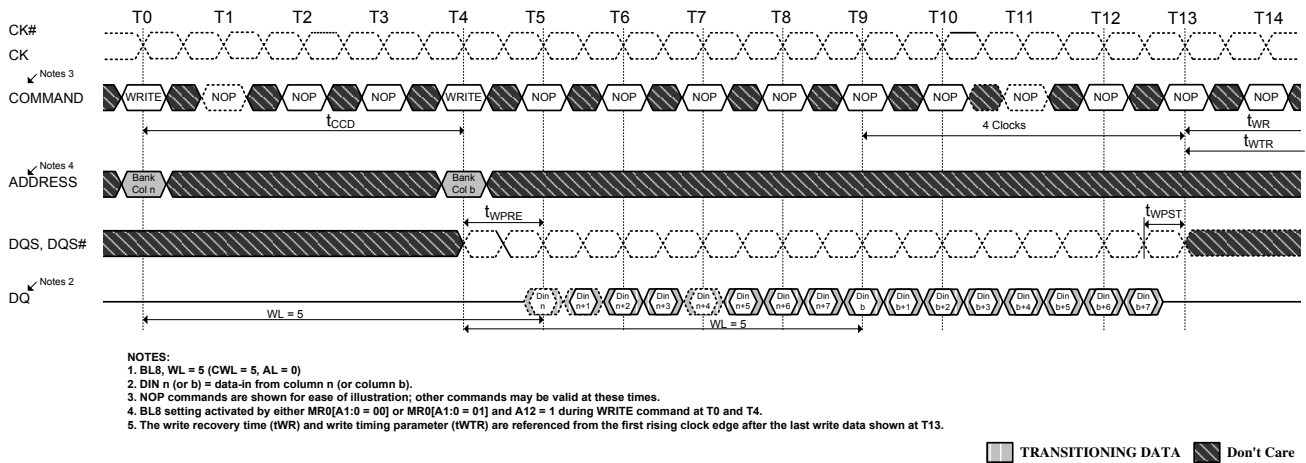 T0 T1 T2 T3 T4 T5 T6 T7 T8 T9 T10 T11 T12 T13 T14
CK#
CK
Notes 3
COMMAND WRITE NOP NOP NOP WRITE NOP NOP NOP NOP NOP NOP NOP NOP NOP NOP
tCCD 4 Clocks tWR
tWTR
Notes 4
ADDRESS Bank Col n Bank Col b
tWPRE tWPST
DQS, DQS#
Notes 2
DQ Din n Din n+1 Din n+2 Din n+3 Din n+4 Din n+5 Din n+6 Din n+7 Din b Din b+1 Din b+2 Din b+3 Din b+4 Din b+5 Din b+6 Din b+7
WL = 5 WL = 5
NOTES:
1. BL8, WL = 5 (CWL = 5, AL = 0)
2. DIN n (or b) = data-in from column n (or column b).
3. NOP commands are shown for ease of illustration; other commands may be valid at these times.
4. BL8 setting activated by either MR0[A1:0 = 00] or MR0[A1:0 = 01] and A12 = 1 during WRITE command at T0 and T4.
5. The write recovery time (tWR) and write timing parameter (tWTR) are referenced from the first rising clock edge after the last write data shown at T13.
TRANSITIONING DATA Don't Care